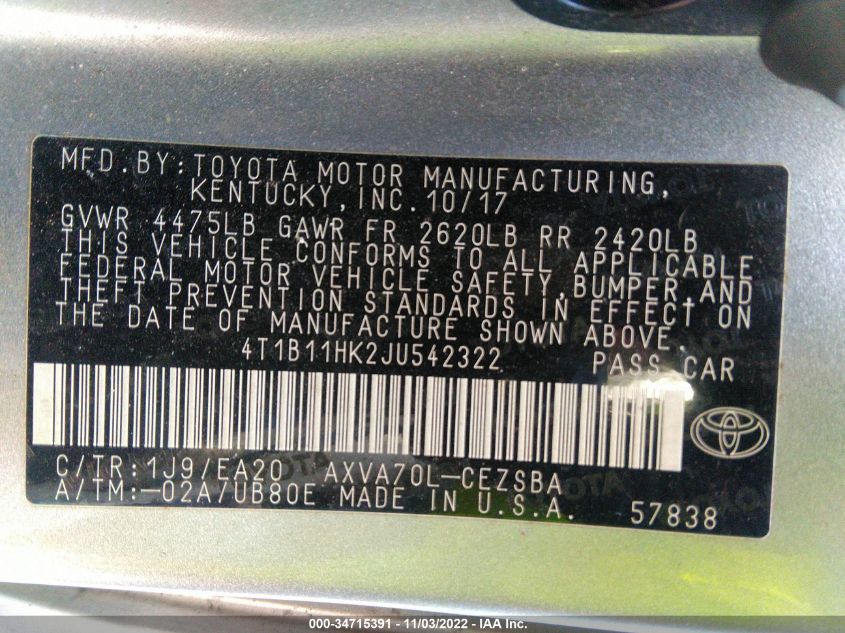 MFD.BY:TOYOTA MOTOR MANUFACTURING,
KENTUCKY,INC.10/17
GVWR 4475LB GAWR FR 2620LB RR 2420LB
THIS VEHICLE CONFORMS TO ALL APPLICABLE
FEDERAL MOTOR VEHICLE SAFETY,BUMPER,AND
THEFT PREVENTION STANDARDS IN EFFECT ON
THE DATE OF MANUFACTURE SHOWN ABOVE.
4T1B11HK2JU542322 PASS CAR
C/TR:1J9/EA20 AXVA70L-CEZSBA
A/TM:-02A/UB80E MADE IN U.S.A. 57838
000-34715391 - 11/03/2022 - IAA Inc.